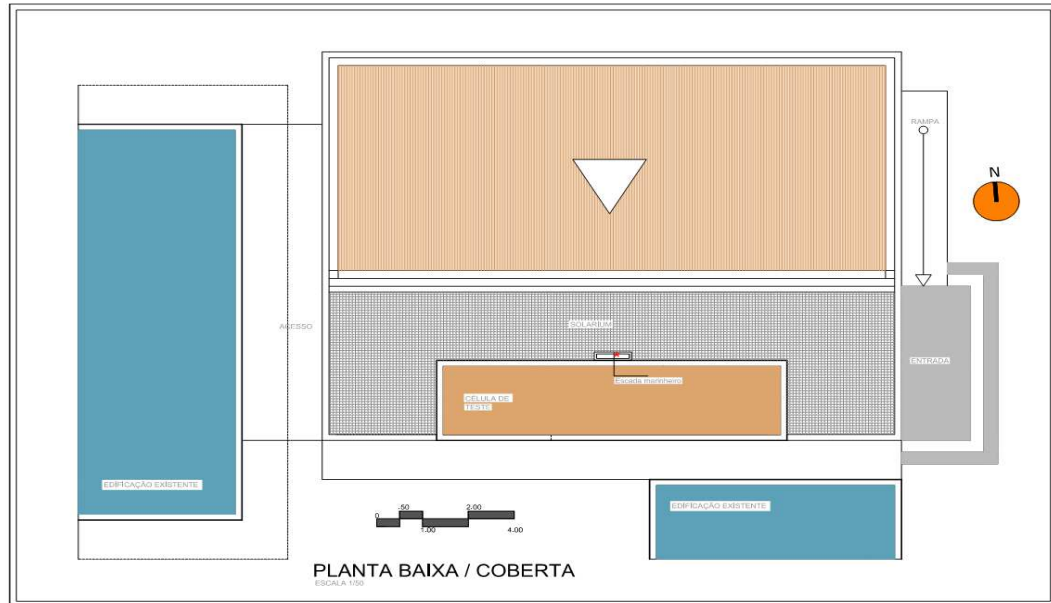 RAMPA
N
ACESSO
SOLARIUM
ENTRADA
Escada marinheiro
CÉLULA DE
TESTE
EDIFICAÇÃO EXISTENTE
EDIFICAÇÃO EXISTENTE
0 .50 2.00
1.00 4.00
PLANTA BAIXA / COBERTA
ESCALA 1/50